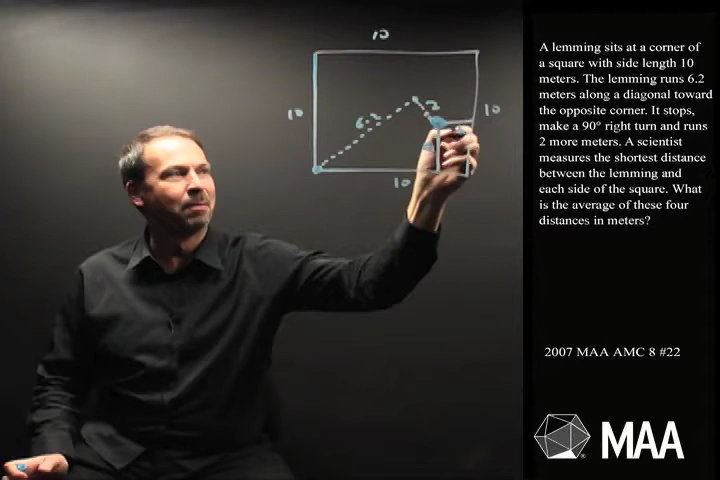 10
10
6.2
2
10
10
A lemming sits at a corner of
a square with side length 10
meters. The lemming runs 6.2
meters along a diagonal toward
the opposite corner. It stops,
make a 90º right turn and runs
2 more meters. A scientist
measures the shortest distance
between the lemming and
each side of the square. What
is the average of these four
distances in meters?
2007 MAA AMC 8 #22
MAA